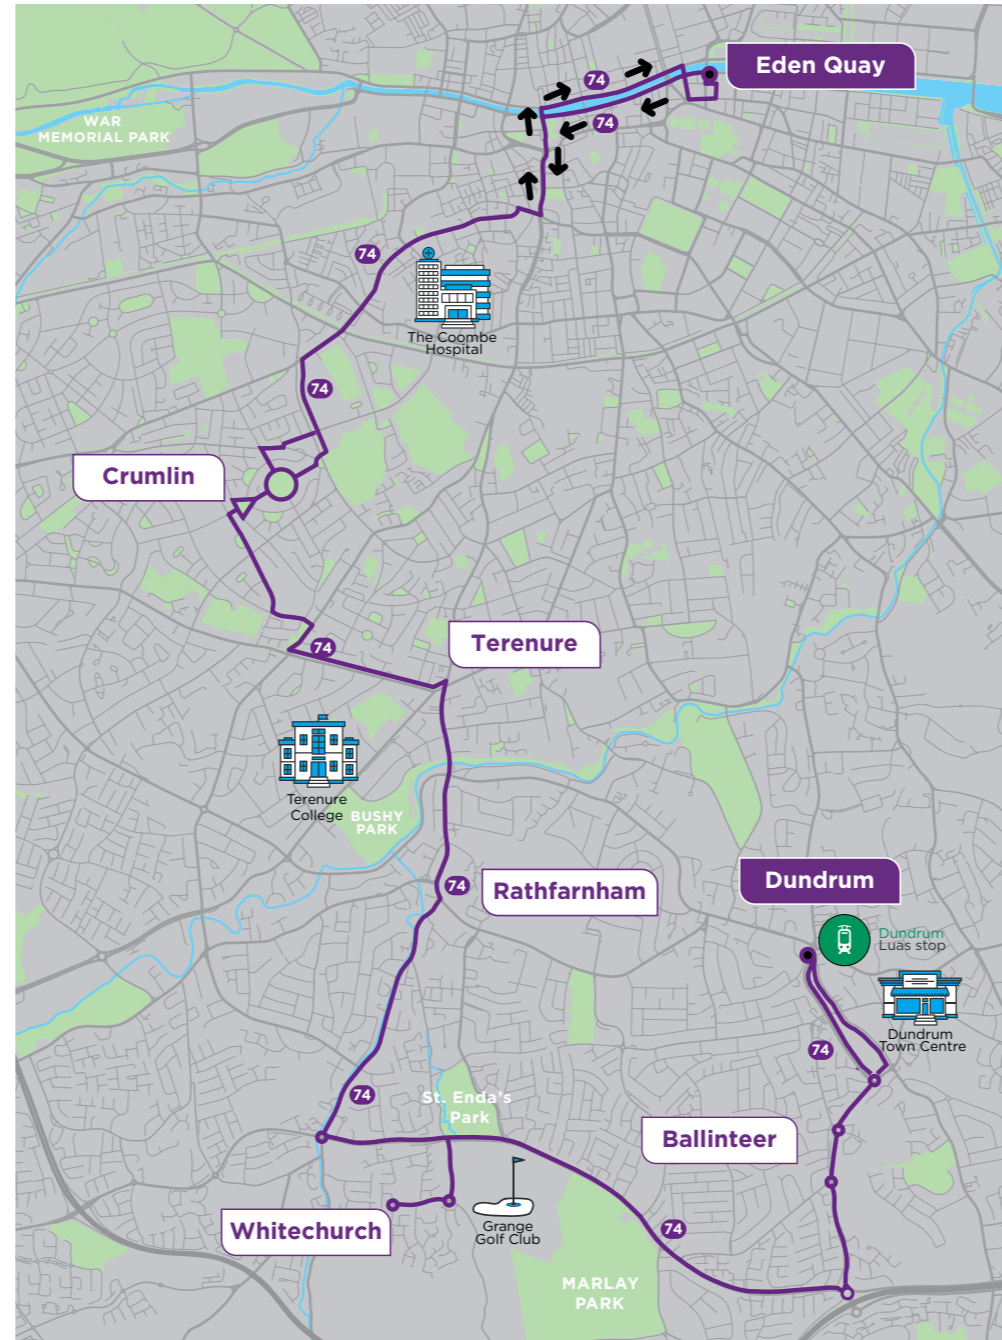 Eden Quay
74
74
WAR
MEMORIAL PARK
74
The Coombe
Hospital
74
Crumlin
Terenure
74
Terenure
College
BUSHY
PARK
74
Rathfarnham
Dundrum
Dundrum
Luas stop
Dundrum
Town Centre
74
74
St. Enda's
Park
Ballinteer
Whitechurch
Grange
Golf Club
74
MARLAY
PARK